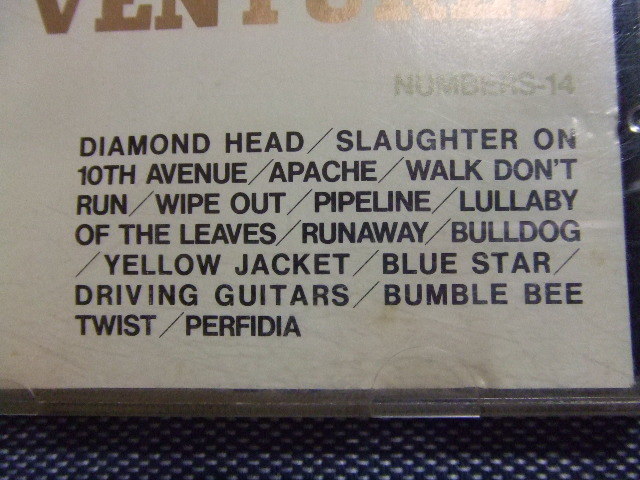 VENTURES
NUMBERS-14
DIAMOND HEAD/SLAUGHTER ON
10TH AVENUE/APACHE/WALK DON'T
RUN/WIPE OUT/PIPELINE/LULLABY
OF THE LEAVES/RUNAWAY/BULLDOG
/YELLOW JACKET/BLUE STAR/
DRIVING GUITARS/BUMBLE BEE
TWIST/PERFIDIA